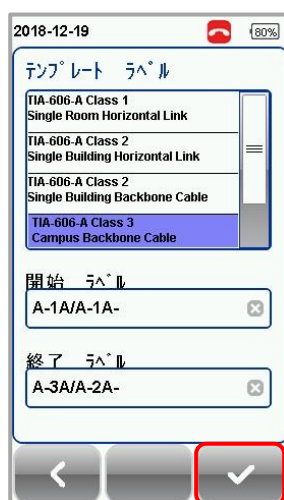 2018-12-19
80%
テンプレート ラベル
TIA-606-A Class 1
Single Room Horizontal Link
TIA-606-A Class 2
Single Building Horizontal Link
TIA-606-A Class 2
Single Building Backbone Cable
TIA-606-A Class 3
Campus Backbone Cable
開始 ラベル
A-1A/A-1A-
終了 ラベル
A-3A/A-2A-